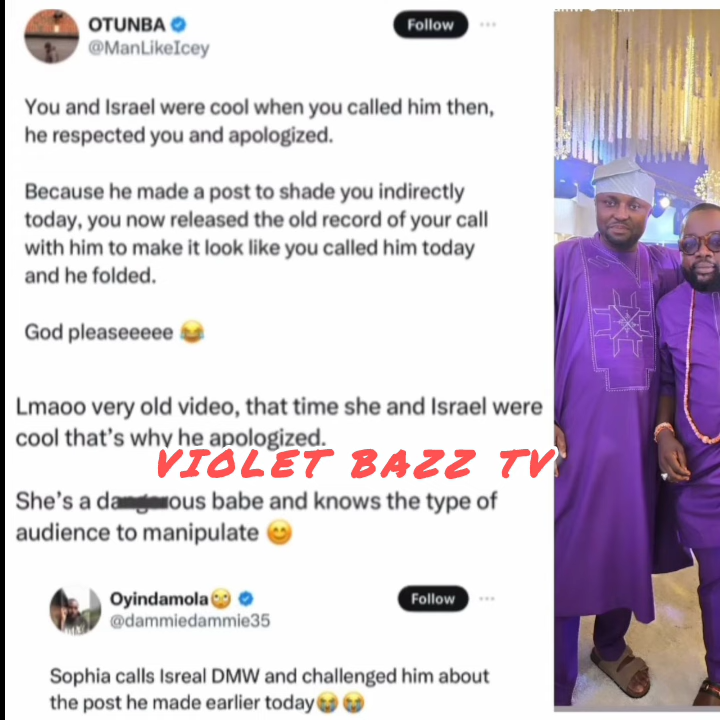 OTUNBA
@ManLikeIcey
Follow
You and Israel were cool when you called him then,
he respected you and apologized.
Because he made a post to shade you indirectly
today, you now released the old record of your call
with him to make it look like you called him today
and he folded.
God pleaseeeee 😂
Lmaoo very old video, that time she and Israel were
cool that's why he apologized.
VIOLET BAZZ TV
She's a dangerous babe and knows the type of
audience to manipulate 😊
Oyindamola🙄
@dammiedammie35
Follow
Sophia calls Isreal DMW and challenged him about
the post he made earlier today😭😭